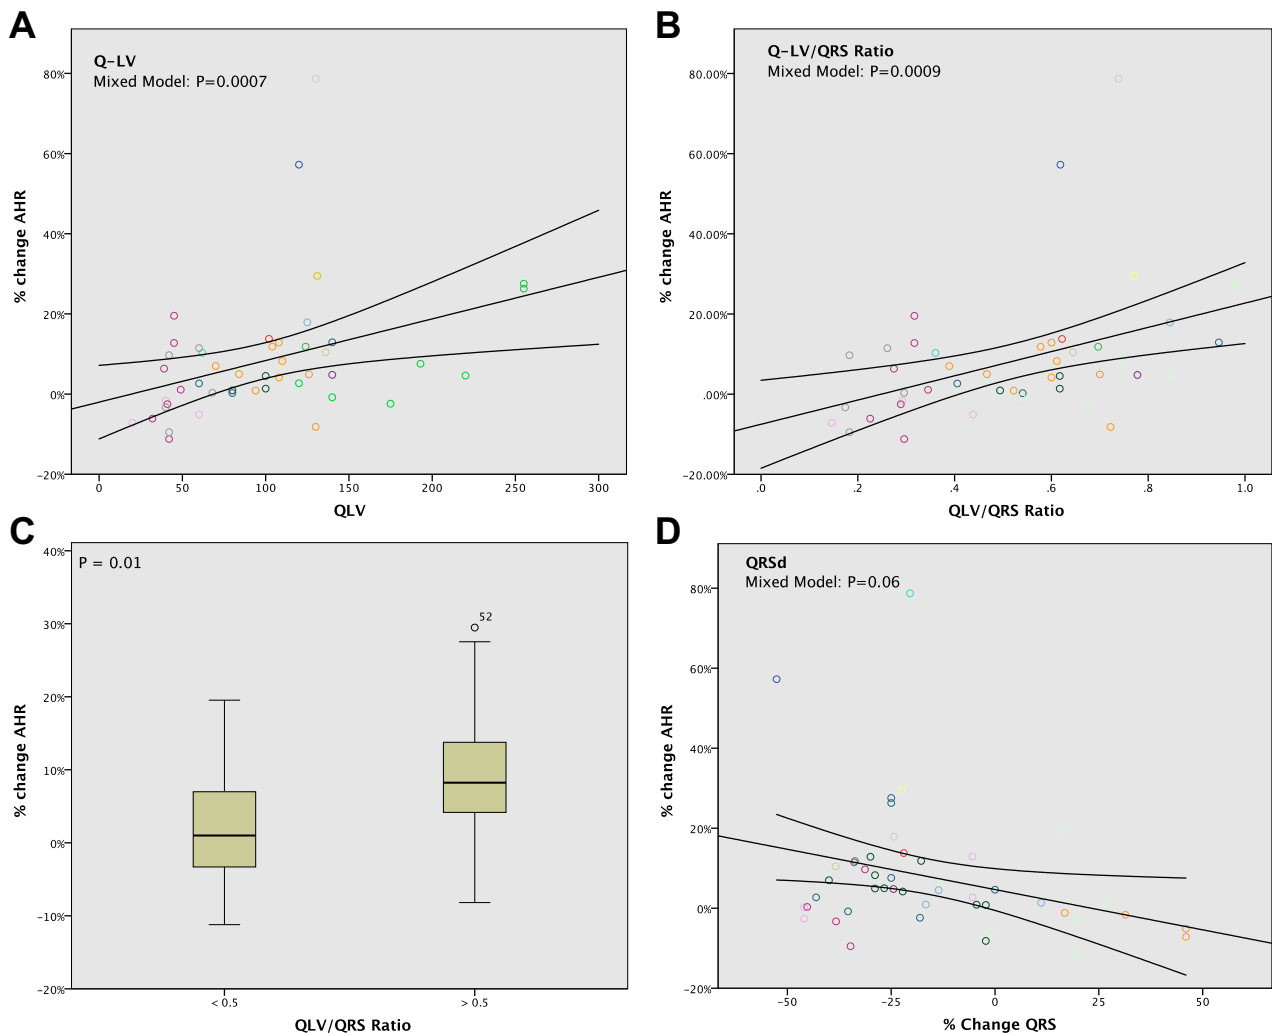 A
Q-LV
Mixed Model: P=0.0007
80%
60%
40%
20%
0%
-20%
% change AHR
0 50 100 150 200 250 300
QLV
B
Q-LV/QRS Ratio
Mixed Model: P=0.0009
80.00%
60.00%
40.00%
20.00%
.00%
-20.00%
% change AHR
.0 .2 .4 .6 .8 1.0
QLV/QRS Ratio
C
P = 0.01
40%
30%
20%
10%
0%
-10%
-20%
% change AHR
52
< 0.5 > 0.5
QLV/QRS Ratio
D
QRSd
Mixed Model: P=0.06
80%
60%
40%
20%
0%
-20%
% change AHR
-50 -25 0 25 50
% Change QRS